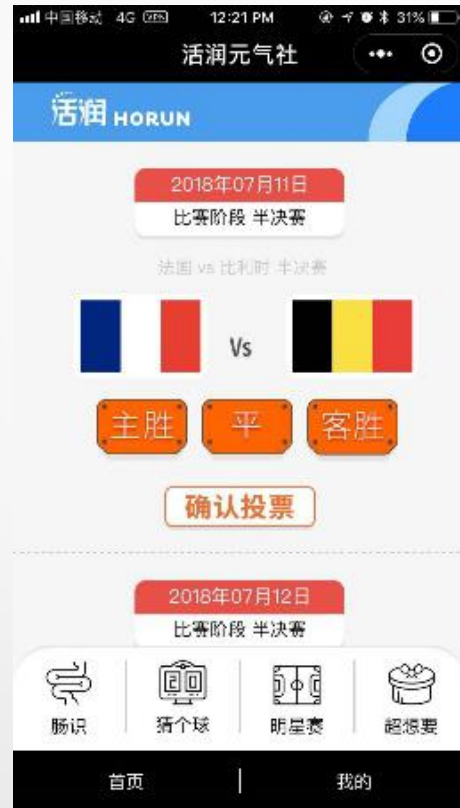 中国移动 4G VPN 12:21 PM 31%
活润元气社
活润 HORUN
2018年07月11日
比赛阶段 半决赛
法国 vs 比利时 半决赛
Vs
主胜 平 客胜
确认投票
2018年07月12日
比赛阶段 半决赛
肠识 猜个球 明星赛 超想要
首页 我的